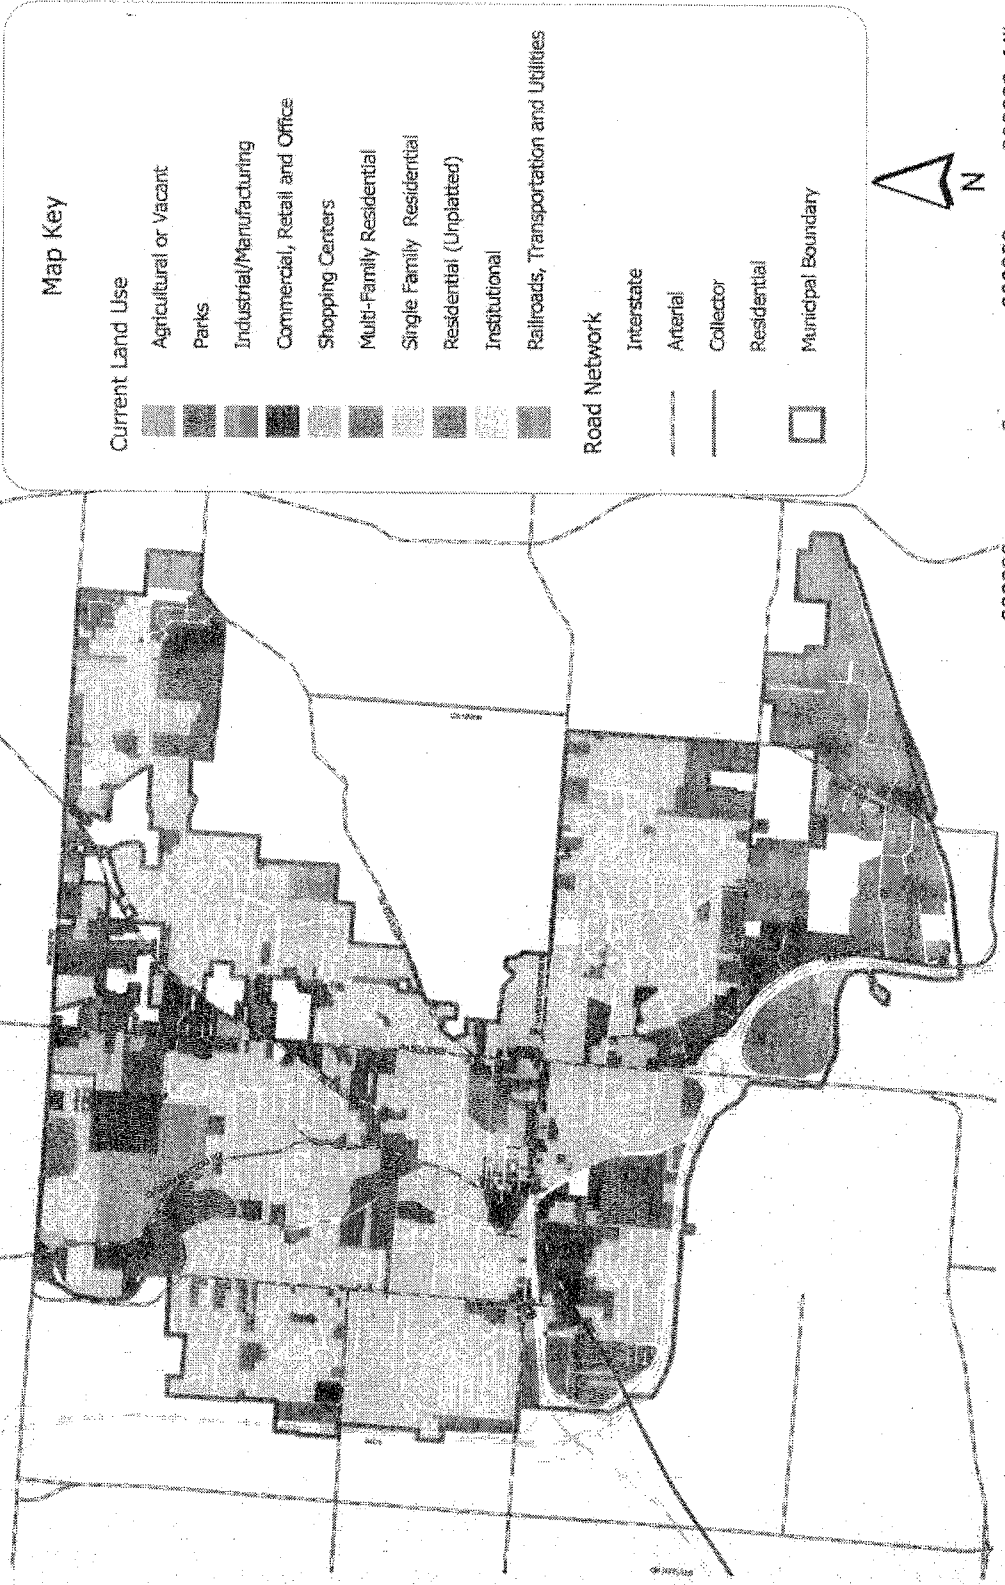 Map Key
Current Land Use
Agricultural or Vacant
Parks
Industrial/Manufacturing
Commercial, Retail and Office
Shopping Centers
Multi-Family Residential
Single Family Residential
Residential (Unplatted)
Institutional
Railroads, Transportation and Utilities
Road Network
Interstate
Arterial
Collector
Residential
Municipal Boundary
N